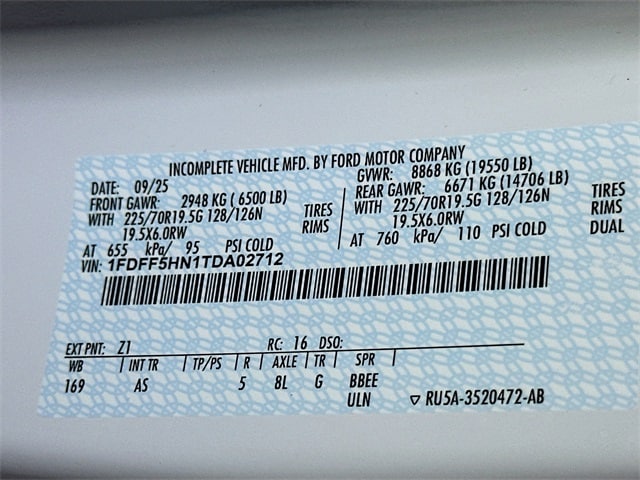 INCOMPLETE VEHICLE MFD. BY FORD MOTOR COMPANY
DATE: 09/25 GVWR: 8868 KG (19550 LB)
FRONT GAWR: 2948 KG ( 6500 LB) REAR GAWR: 6671 KG (14706 LB)
WITH 225/70R19.5G 128/126N TIRES WITH 225/70R19.5G 128/126N TIRES
19.5X6.0RW RIMS 19.5X6.0RW RIMS
AT 655 kPa/ 95 PSI COLD AT 760 kPa/ 110 PSI COLD DUAL
VIN: 1FDFF5HN1TDA02712
EXT PNT: Z1 RC: 16 DSO:
WB INT TR TP/PS R AXLE TR SPR
169 AS 5 8L G BBEE
ULN ▽ RU5A-3520472-AB